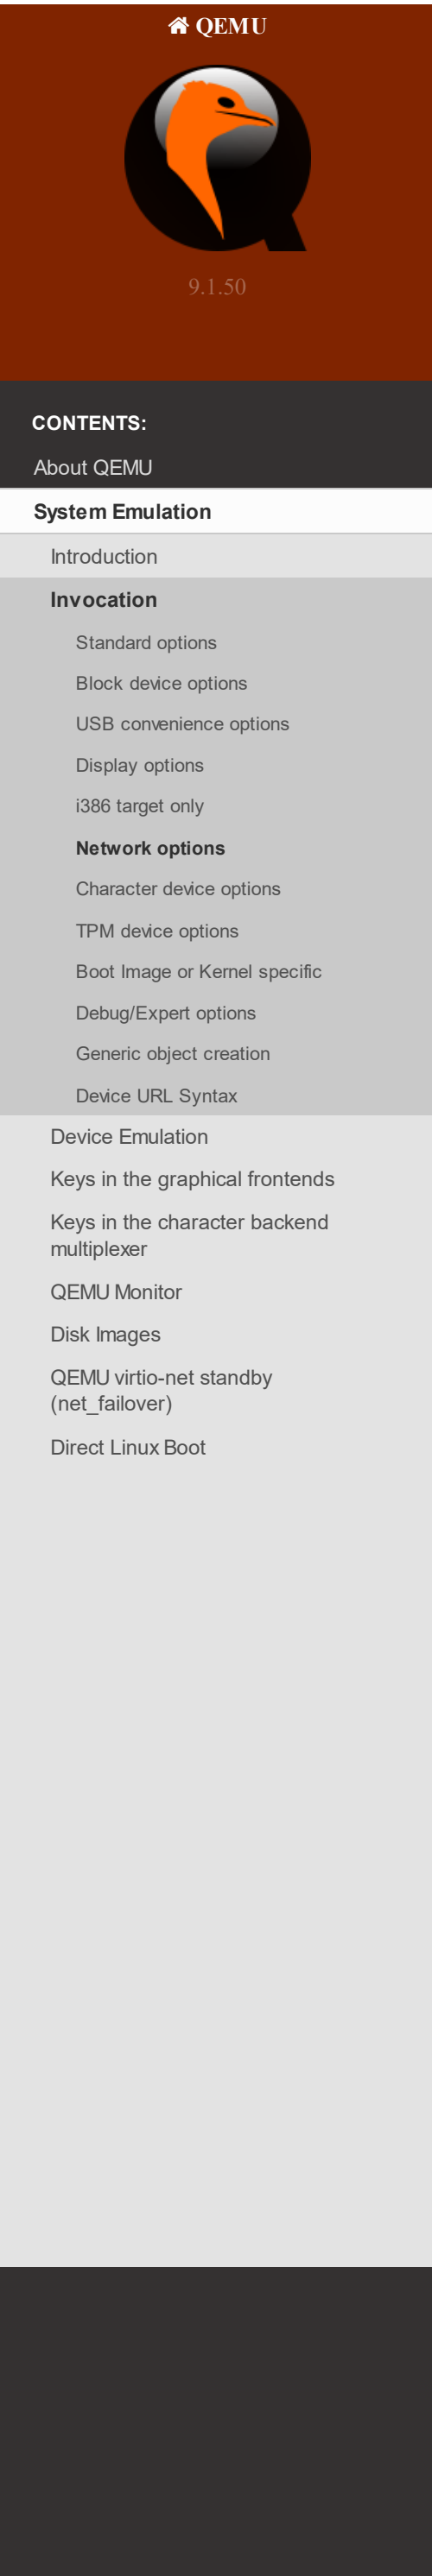 QEMU
9.1.50
CONTENTS:
About QEMU
System Emulation
Introduction
Invocation
Standard options
Block device options
USB convenience options
Display options
i386 target only
Network options
Character device options
TPM device options
Boot Image or Kernel specific
Debug/Expert options
Generic object creation
Device URL Syntax
Device Emulation
Keys in the graphical frontends
Keys in the character backend
multiplexer
QEMU Monitor
Disk Images
QEMU virtio-net standby
(net_failover)
Direct Linux Boot